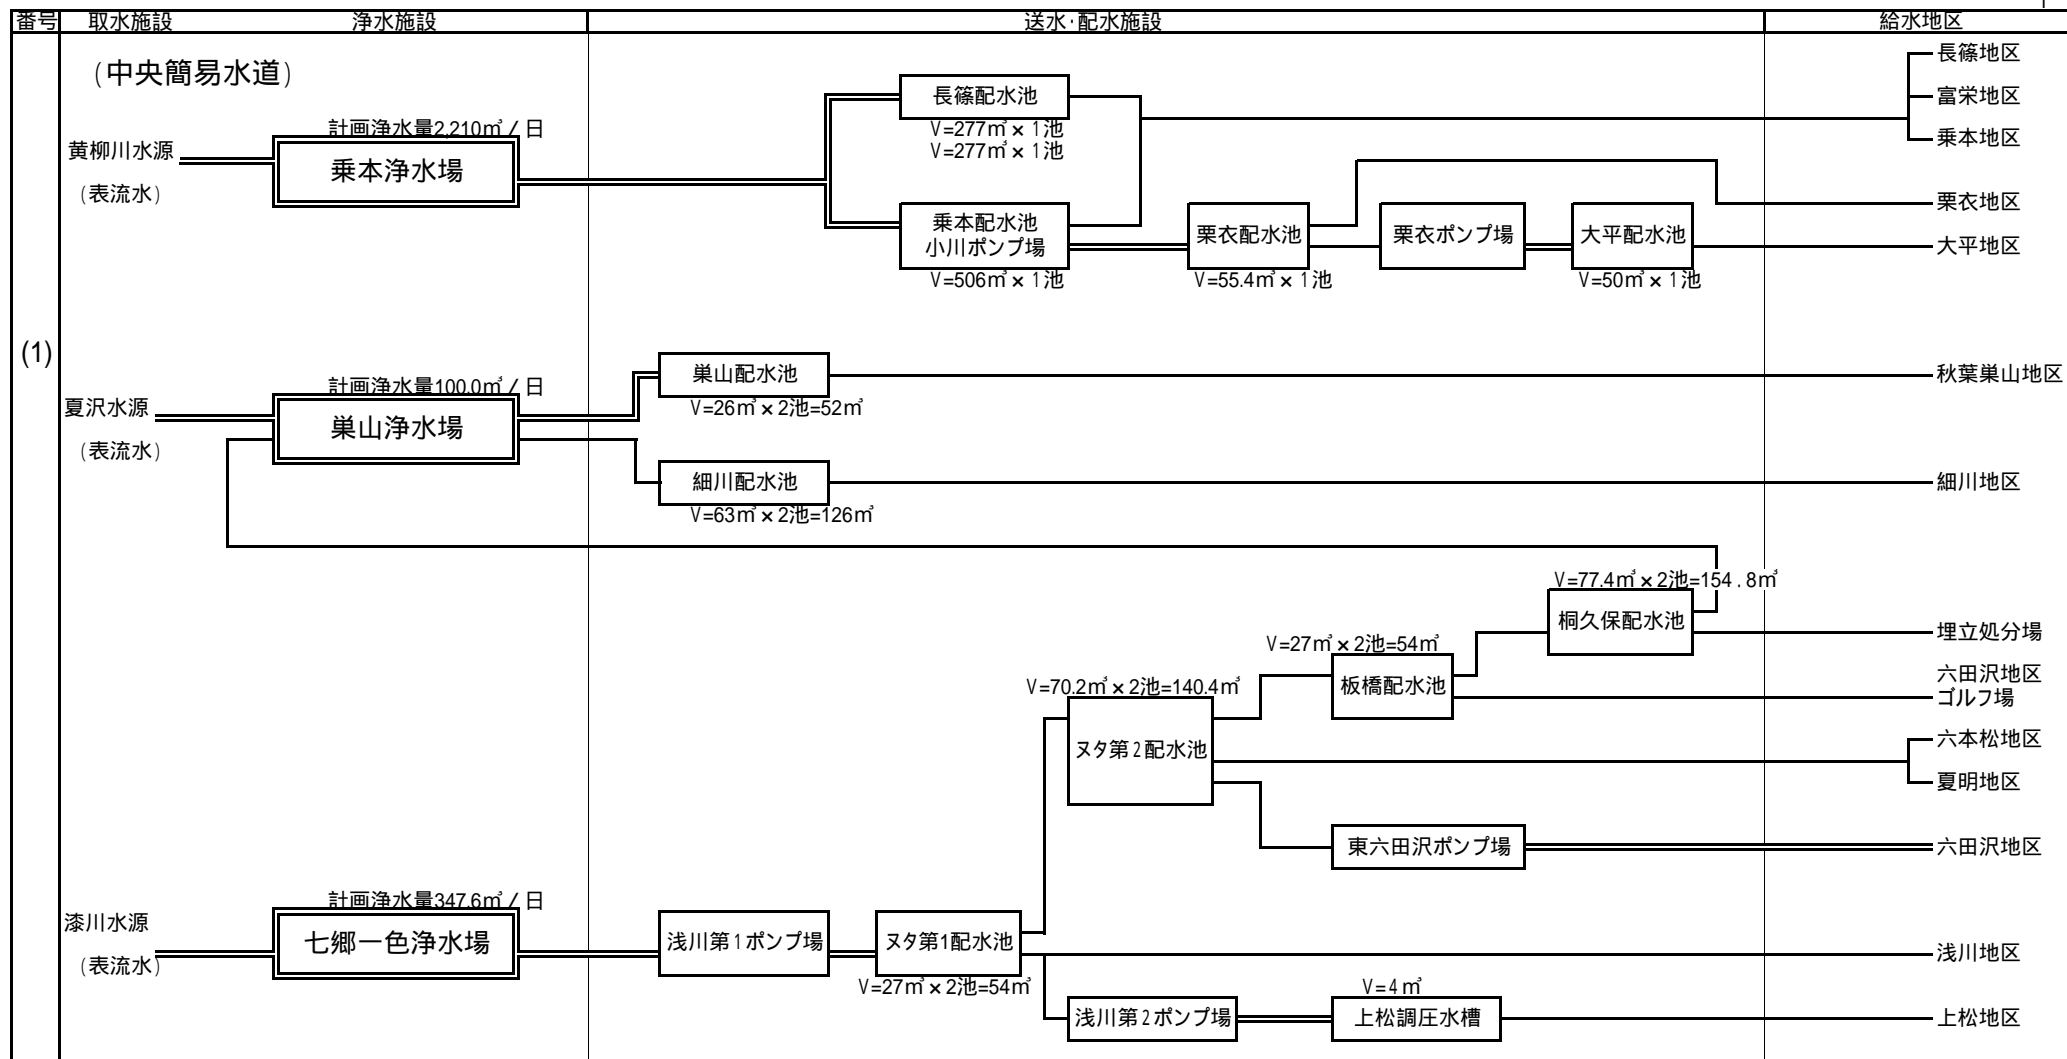 番号 取水施設 浄水施設 送水･配水施設 給水地区
(1)
(中央簡易水道)
黄柳川水源
(表流水)
計画浄水量2,210㎥/日
乗本浄水場
長篠配水池
V=277㎥×1池
V=277㎥×1池
乗本配水池
小川ポンプ場
V=506㎥×1池
栗衣配水池
V=55.4㎥×1池
栗衣ポンプ場
大平配水池
V=50㎥×1池
長篠地区
富栄地区
乗本地区
栗衣地区
大平地区
夏沢水源
(表流水)
計画浄水量100.0㎥/日
巣山浄水場
巣山配水池
V=26㎥×2池=52㎥
秋葉巣山地区
細川配水池
V=63㎥×2池=126㎥
細川地区
V=77.4㎥×2池=154.8㎥
桐久保配水池
埋立処分場
V=27㎥×2池=54㎥
板橋配水池
六田沢地区
ゴルフ場
V=70.2㎥×2池=140.4㎥
ヌタ第2配水池
六本松地区
夏明地区
東六田沢ポンプ場
六田沢地区
漆川水源
(表流水)
計画浄水量347.6㎥/日
七郷一色浄水場
浅川第1ポンプ場
ヌタ第1配水池
V=27㎥×2池=54㎥
浅川地区
浅川第2ポンプ場
V=4㎥
上松調圧水槽
上松地区